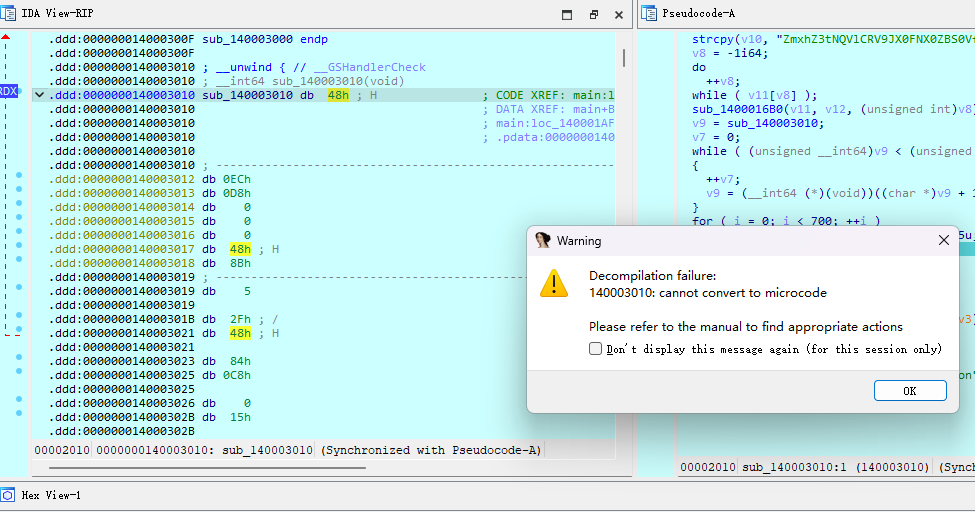 IDA View-RIP
Pseudocode-A
.ddd:000000014000300F sub_140003000 endp
.ddd:000000014000300F
.ddd:0000000140003010 ; __unwind { // __GSHandlerCheck
.ddd:0000000140003010 ; __int64 sub_140003010(void)
RDX
.ddd:0000000140003010 sub_140003010 db 48h ; H ; CODE XREF: main:l
.ddd:0000000140003010 ; DATA XREF: main+B
.ddd:0000000140003010 ; main:loc_140001AF
.ddd:0000000140003010 ; .pdata:0000000140
.ddd:0000000140003010
.ddd:0000000140003010 ; ---------------------------------------------------------
.ddd:0000000140003012 db 0ECh
.ddd:0000000140003013 db 0D8h
.ddd:0000000140003014 db 0
.ddd:0000000140003015 db 0
.ddd:0000000140003016 db 0
.ddd:0000000140003017 db 48h ; H
.ddd:0000000140003018 db 8Bh
.ddd:0000000140003019 ; ---------------------------------------------------------
.ddd:0000000140003019 db 5
.ddd:0000000140003019
.ddd:000000014000301B db 2Fh ; /
.ddd:0000000140003021 db 48h ; H
.ddd:0000000140003021
.ddd:0000000140003023 db 84h
.ddd:0000000140003025 db 0C8h
.ddd:0000000140003025
.ddd:0000000140003026 db 0
.ddd:000000014000302B db 15h
.ddd:000000014000302B
00002010 0000000140003010: sub_140003010 (Synchronized with Pseudocode-A)
strcpy(v10, "ZmxhZ3tNQVlCRV9JX0FNX0ZBS0V
v8 = -1i64;
do
++v8;
while ( v11[v8] );
sub_1400016B0(v11, v12, (unsigned int)v8
v9 = sub_140003010;
v7 = 0;
while ( (unsigned __int64)v9 < (unsigned
{
++v7;
v9 = (__int64 (*)(void))((char *)v9 + 1
}
for ( i = 0; i < 700; ++i )
5u
v3
on"
00002010 sub_140003010:1 (140003010) (Sync
Warning
Decompilation failure:
140003010: cannot convert to microcode
Please refer to the manual to find appropriate actions
Don't display this message again (for this session only)
OK
Hex View-1